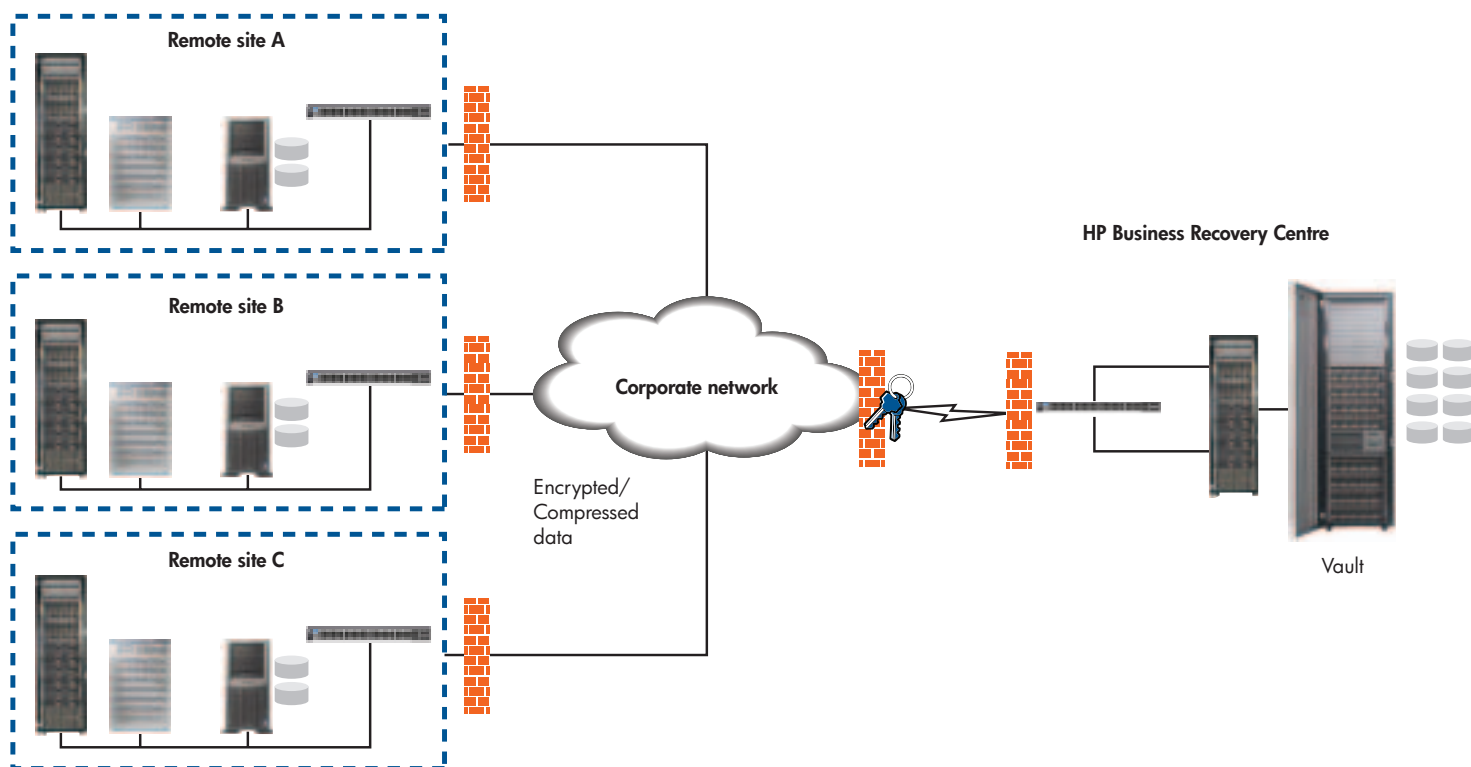 Remote site A
HP Business Recovery Centre
Remote site B
Corporate network
Encrypted/
Compressed
data
Remote site C
Vault